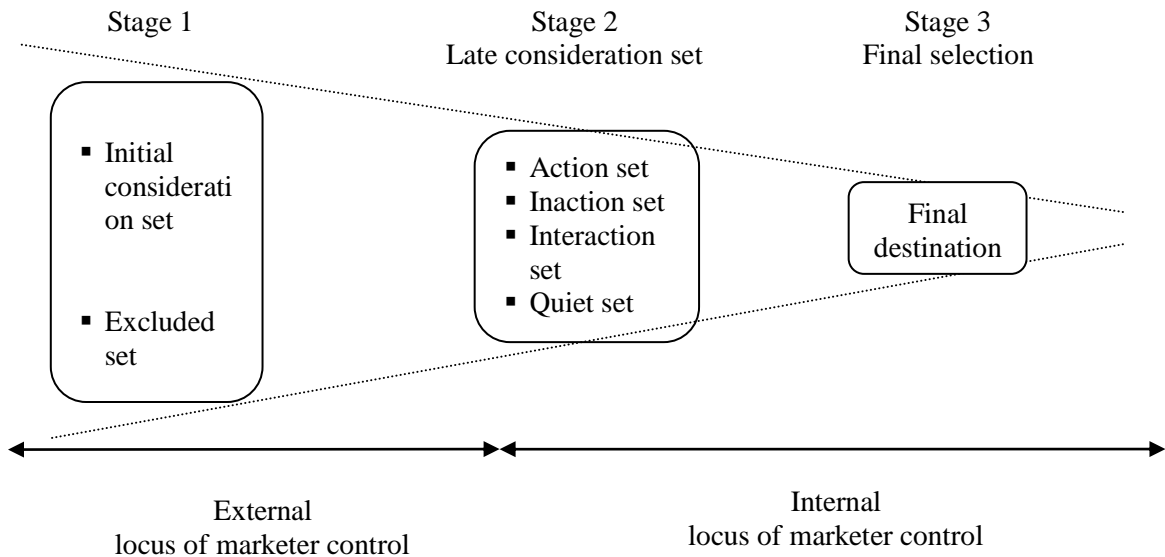 Stage 1
Stage 2
Late consideration set
Stage 3
Final selection
▪ Initial
considerati
on set
▪ Excluded
set
▪ Action set
▪ Inaction set
▪ Interaction
set
▪ Quiet set
Final
destination
External
locus of marketer control
Internal
locus of marketer control